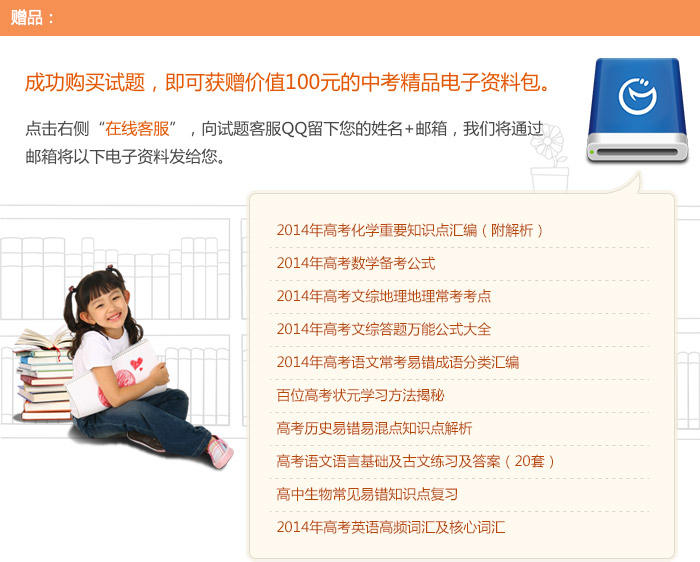 赠品：
成功购买试题，即可获赠价值100元的中考精品电子资料包。
点击右侧“在线客服”，向试题客服QQ留下您的姓名+邮箱，我们将通过
邮箱将以下电子资料发给您。
2014年高考化学重要知识点汇编（附解析）
2014年高考数学备考公式
2014年高考文综地理地理常考考点
2014年高考文综答题万能公式大全
2014年高考语文常考易错成语分类汇编
百位高考状元学习方法揭秘
高考历史易错易混点知识点解析
高考语文语言基础及古文练习及答案（20套）
高中生物常见易错知识点复习
2014年高考英语高频词汇及核心词汇